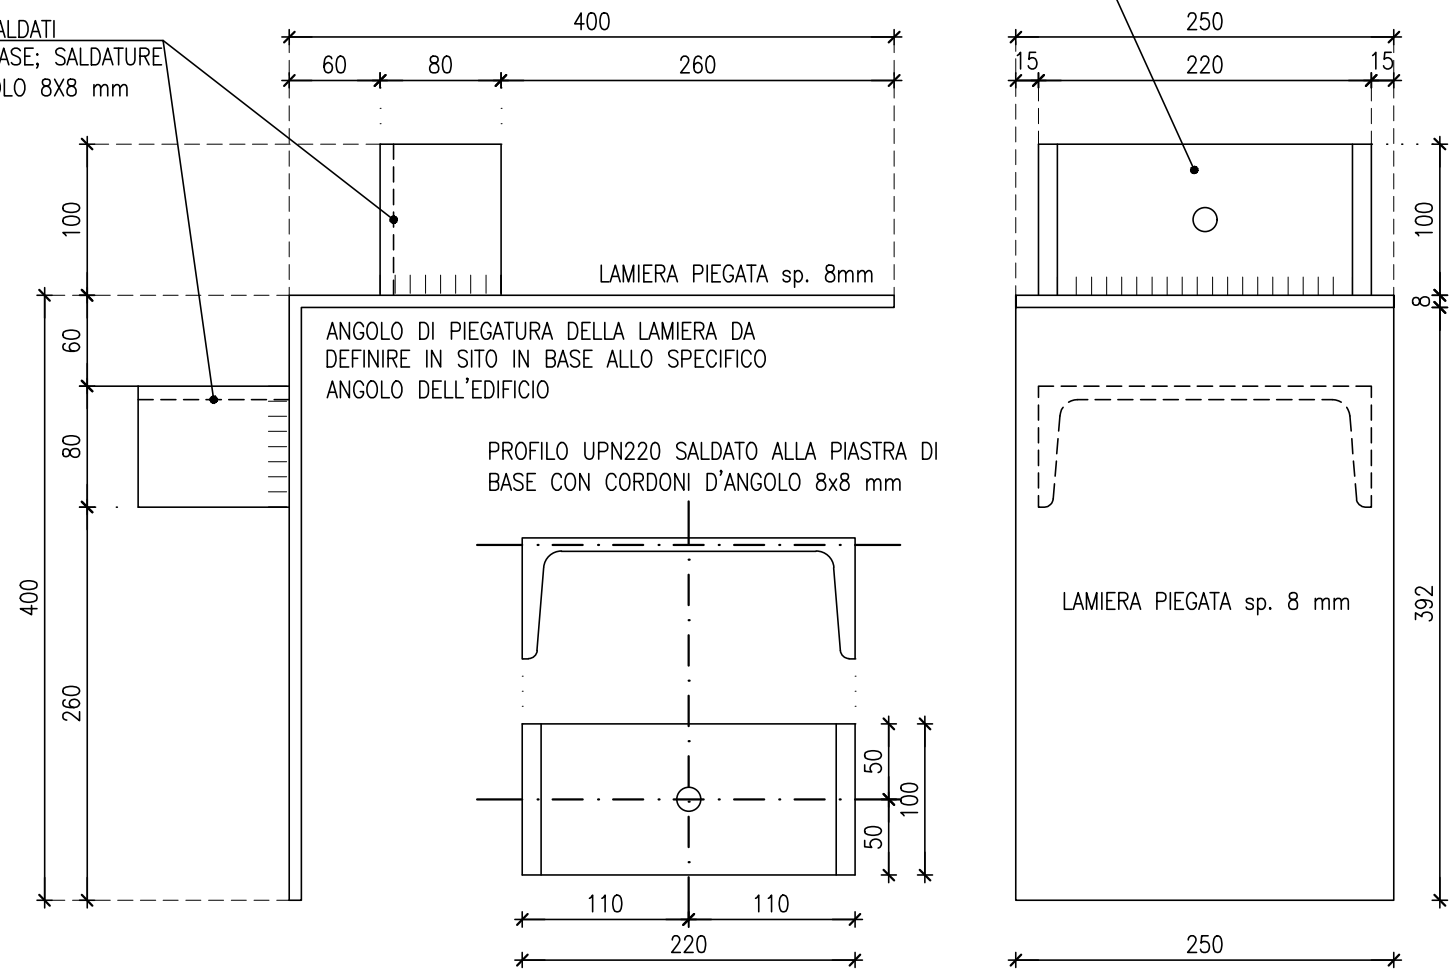 ALDATI
ASE; SALDATURE
OLO 8X8 mm
400
60
80
260
250
15
220
15
100
60
80
400
260
LAMIERA PIEGATA sp. 8mm
ANGOLO DI PIEGATURA DELLA LAMIERA DA
DEFINIRE IN SITO IN BASE ALLO SPECIFICO
ANGOLO DELL'EDIFICIO
PROFILO UPN220 SALDATO ALLA PIASTRA DI
BASE CON CORDONI D'ANGOLO 8x8 mm
50
50
100
110
110
220
100
8
392
LAMIERA PIEGATA sp. 8 mm
250